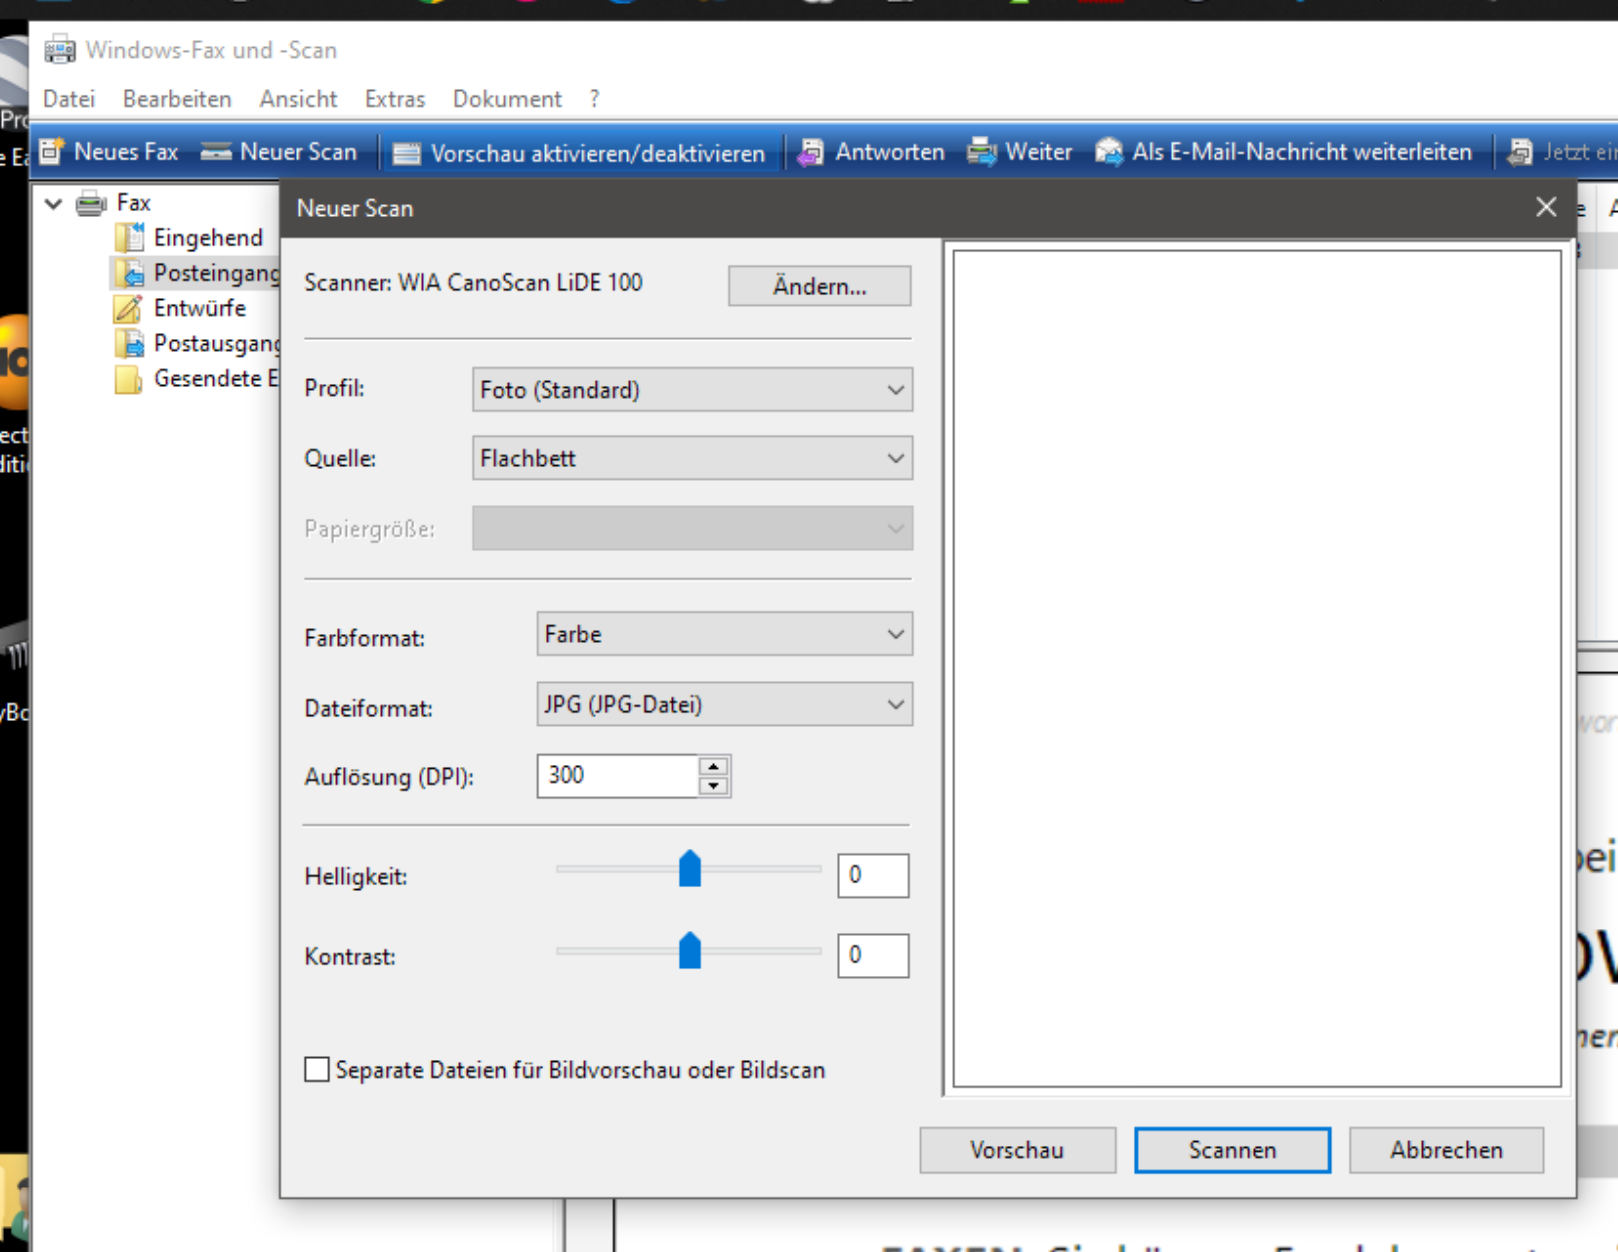 Windows-Fax und -Scan
Datei Bearbeiten Ansicht Extras Dokument ?
Neues Fax Neuer Scan Vorschau aktivieren/deaktivieren Antworten Weiter Als E-Mail-Nachricht weiterleiten Jetzt
Fax
Eingehend
Posteingang
Entwürfe
Postausgang
Gesendete E
Neuer Scan
Scanner: WIA CanoScan LiDE 100 Ändern...
Profil: Foto (Standard)
Quelle: Flachbett
Papiergröße:
Farbformat: Farbe
Dateiformat: JPG (JPG-Datei)
Auflösung (DPI): 300
Helligkeit: 0
Kontrast: 0
Separate Dateien für Bildvorschau oder Bildscan
Vorschau Scannen Abbrechen